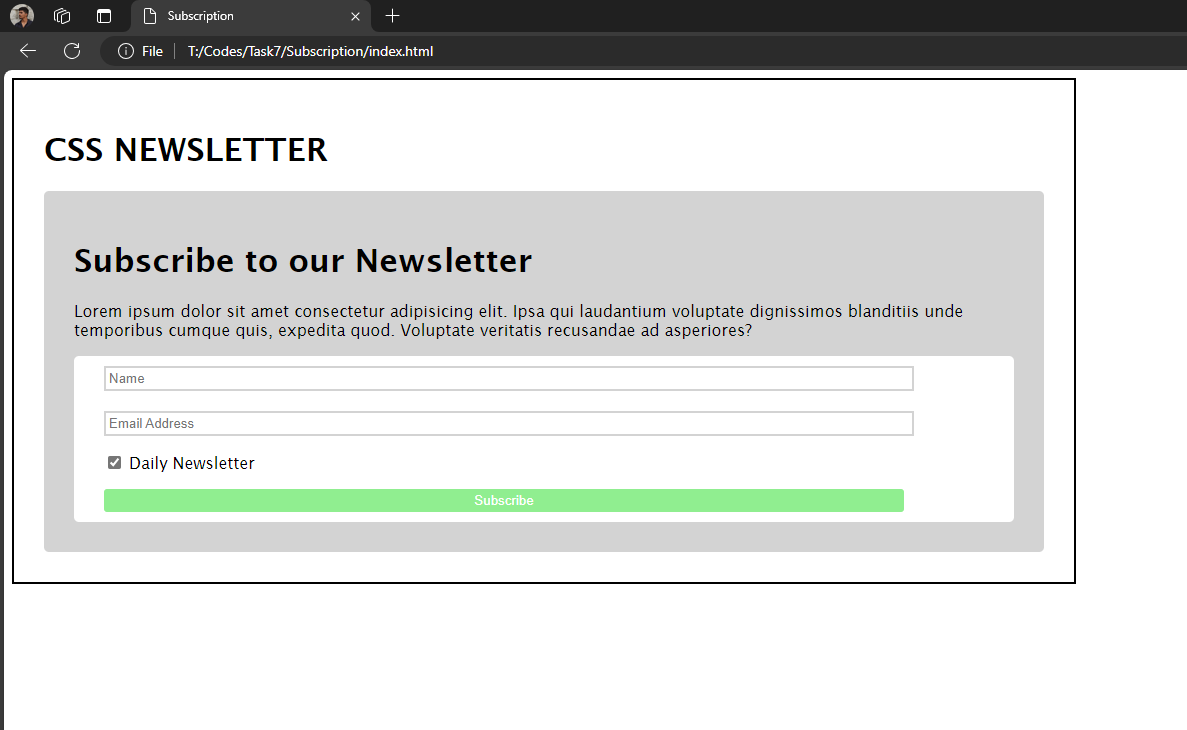 Subscription
File
T:/Codes/Task7/Subscription/index.html
CSS NEWSLETTER
Subscribe to our Newsletter
Lorem ipsum dolor sit amet consectetur adipisicing elit. Ipsa qui laudantium voluptate dignissimos blanditiis unde
temporibus cumque quis, expedita quod. Voluptate veritatis recusandae ad asperiores?
Name
Email Address
Daily Newsletter
Subscribe